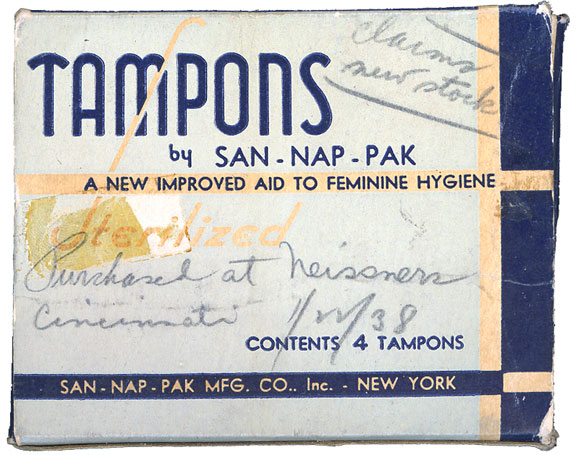 claims
new stock
TAMPONS
by SAN-NAP-PAK
A NEW IMPROVED AID TO FEMININE HYGIENE
Sterilized
Purchased at Neissners
Cincinnati 1/22/38
CONTENTS 4 TAMPONS
SAN-NAP-PAK MFG. CO., Inc. - NEW YORK